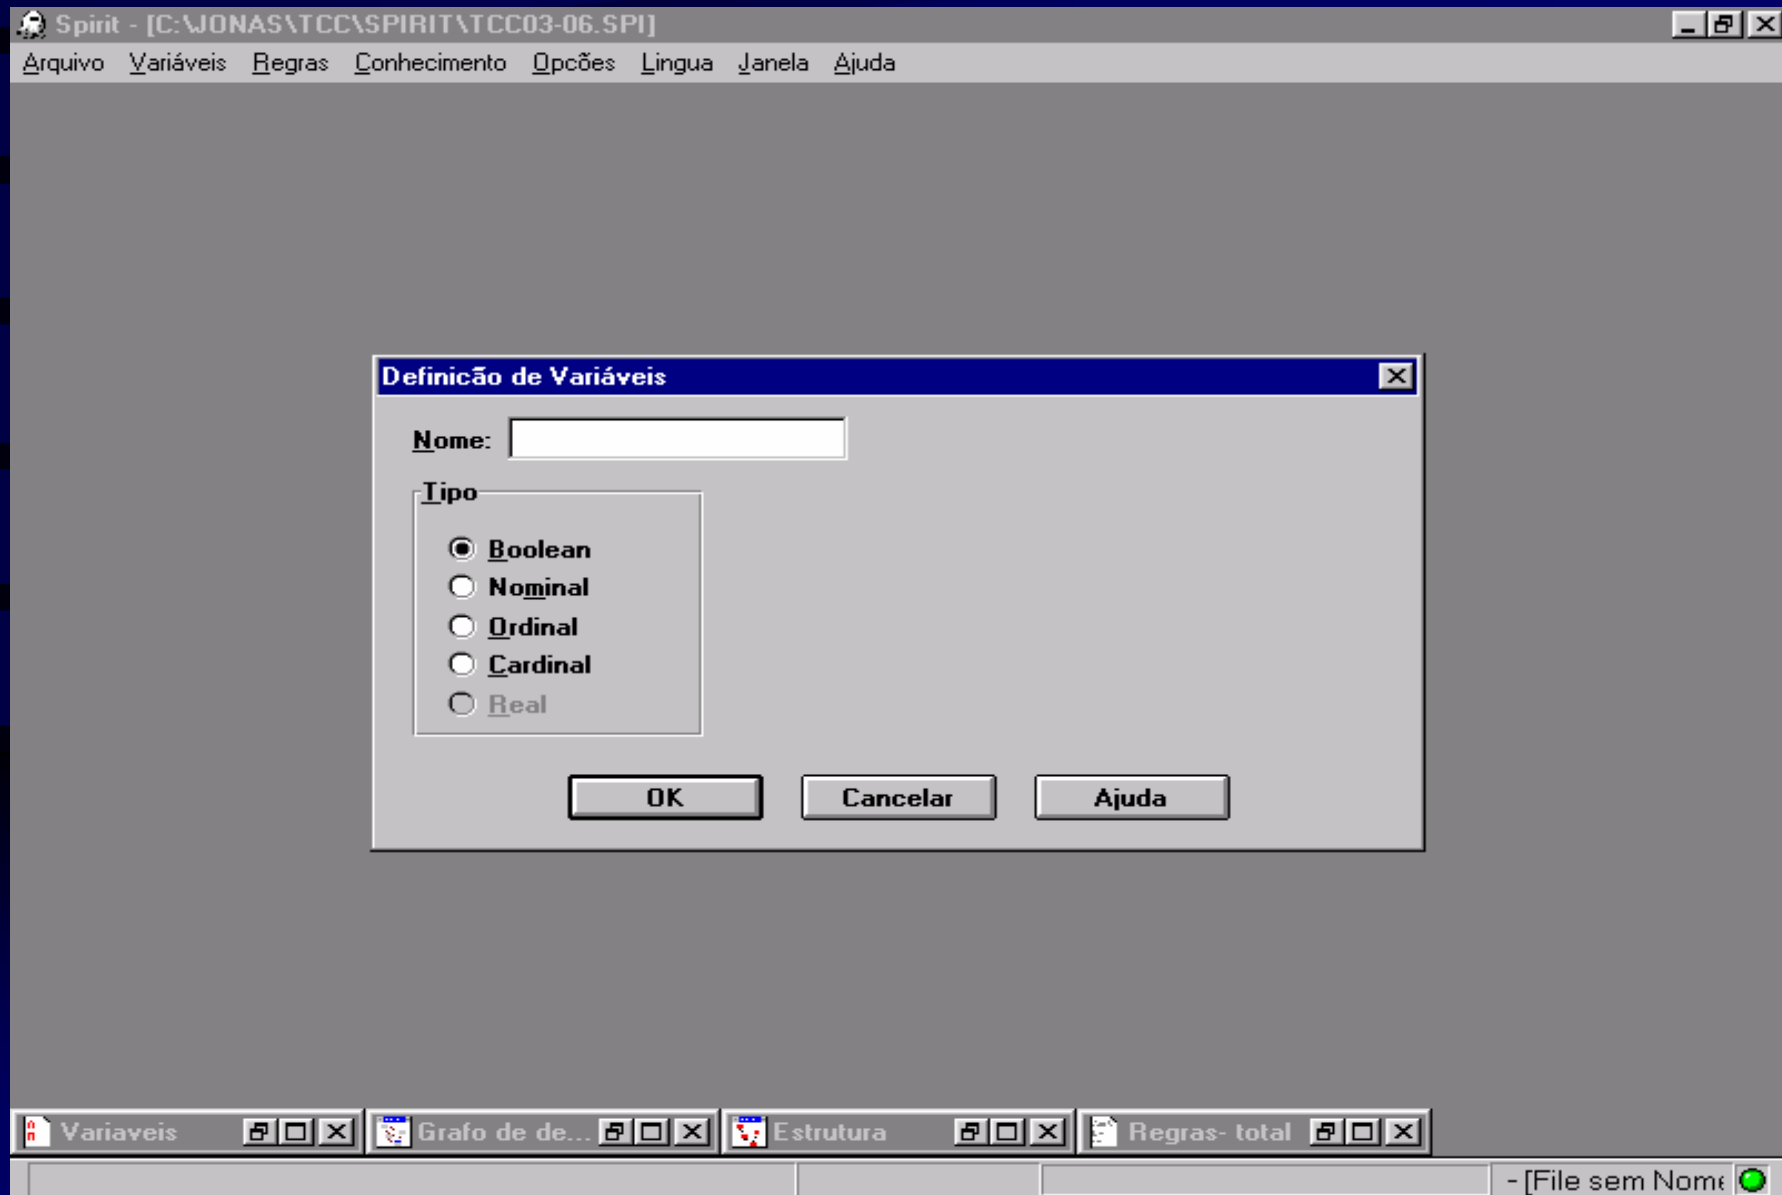 Spirit - [C:\JONAS\TCC\SPIRIT\TCC03-06.SPI]
Arquivo Variáveis Regras Conhecimento Opcões Lingua Janela Ajuda
Definicão de Variáveis
Nome:
Tipo
Boolean
Nominal
Ordinal
Cardinal
Real
OK Cancelar Ajuda
Variaveis Grafo de de... Estrutura Regras- total
- [File sem Nome